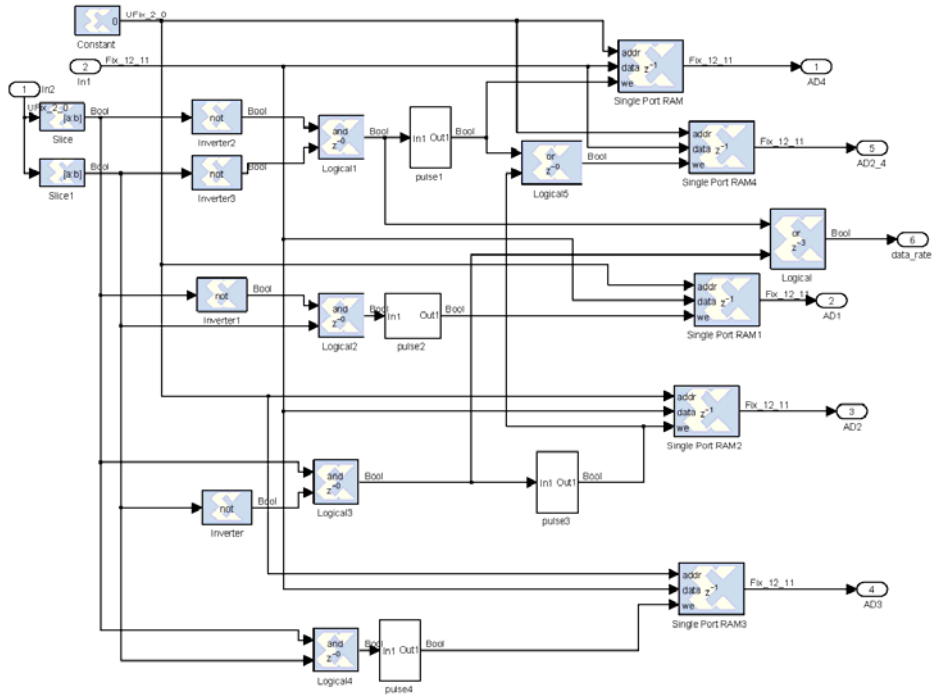 0
UFix_2_0
Constant
2
Fix_12_11
In1
1
In2
UFix_2_0
[a:b]
Bool
Slice
[a:b]
Bool
Slice1
not
Bool
Inverter2
not
Bool
Inverter3
and
z-0
Bool
Logical1
In1 Out1
Bool
pulse1
or
z-0
Bool
Logical5
addr
data z-1
we
Fix_12_11
Single Port RAM
1
AD4
addr
data z-1
we
Fix_12_11
Single Port RAM4
5
AD2_4
or
z-3
Bool
Logical
6
data_rate
not
Bool
Inverter1
and
z-0
Bool
Logical2
In1 Out1
Bool
pulse2
addr
data z-1
we
Fix_12_11
Single Port RAM1
2
AD1
addr
data z-1
we
Fix_12_11
Single Port RAM2
3
AD2
not
Bool
Inverter
and
z-0
Bool
Logical3
In1 Out1
Bool
pulse3
addr
data z-1
we
Fix_12_11
Single Port RAM3
4
AD3
and
z-0
Bool
Logical4
In1 Out1
Bool
pulse4